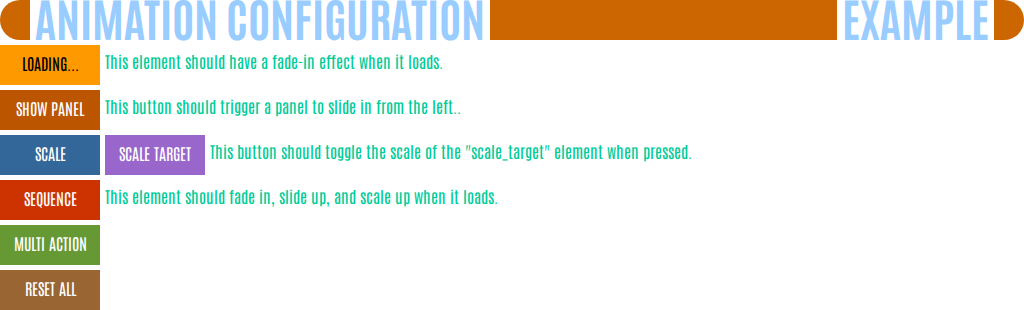 ANIMATION CONFIGURATION EXAMPLE
LOADING... This element should have a fade-in effect when it loads.
SHOW PANEL This button should trigger a panel to slide in from the left..
SCALE SCALE TARGET This button should toggle the scale of the "scale_target" element when pressed.
SEQUENCE This element should fade in, slide up, and scale up when it loads.
MULTI ACTION
RESET ALL